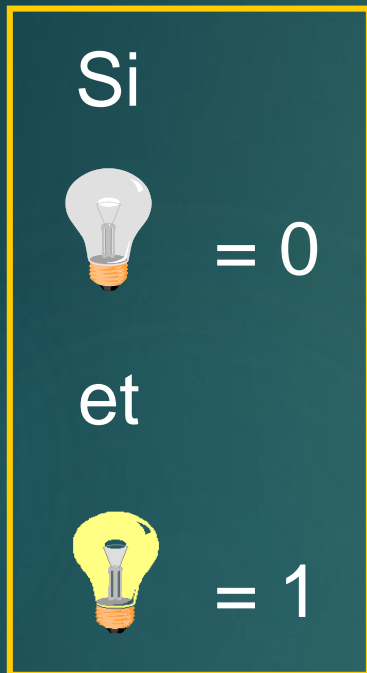 Si
= 0
et
= 1